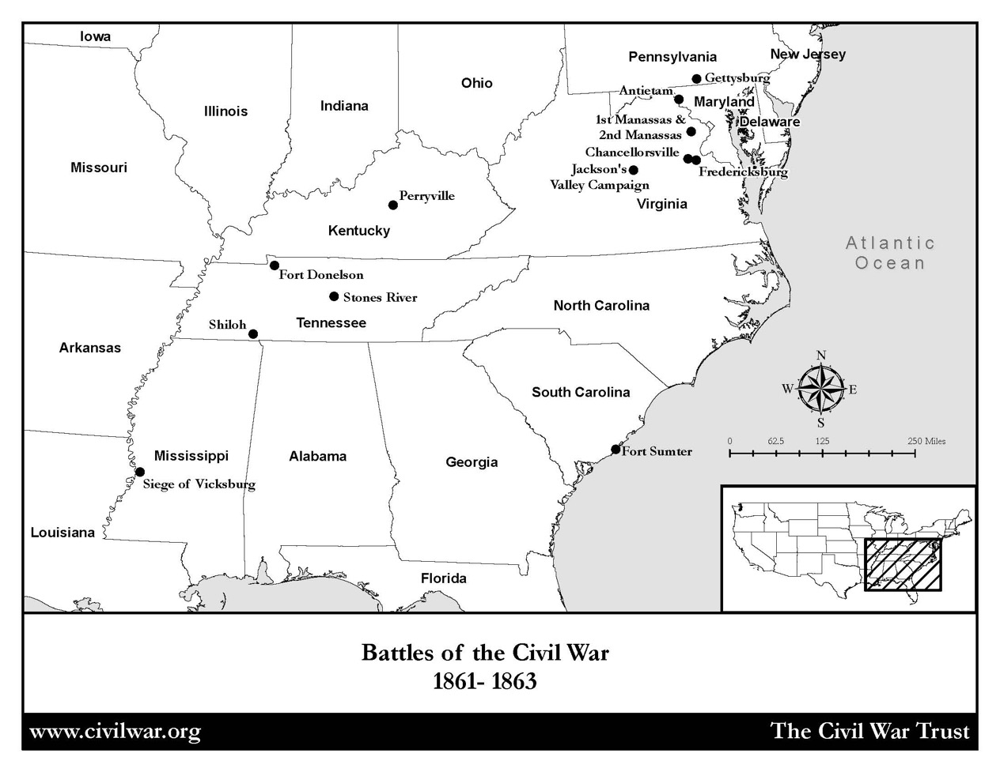 Iowa
Illinois
Indiana
Ohio
Pennsylvania
New Jersey
Gettysburg
Antietam
Maryland
Delaware
1st Manassas &
2nd Manassas
Chancellorsville
Fredericksburg
Jackson's
Valley Campaign
Virginia
Missouri
Perryville
Kentucky
Atlantic
Ocean
Fort Donelson
Stones River
Shiloh
Tennessee
North Carolina
Arkansas
South Carolina
N
W
E
S
0 62.5 125 250 Miles
Fort Sumter
Mississippi
Alabama
Georgia
Siege of Vicksburg
Louisiana
Florida
Battles of the Civil War
1861- 1863
www.civilwar.org
The Civil War Trust